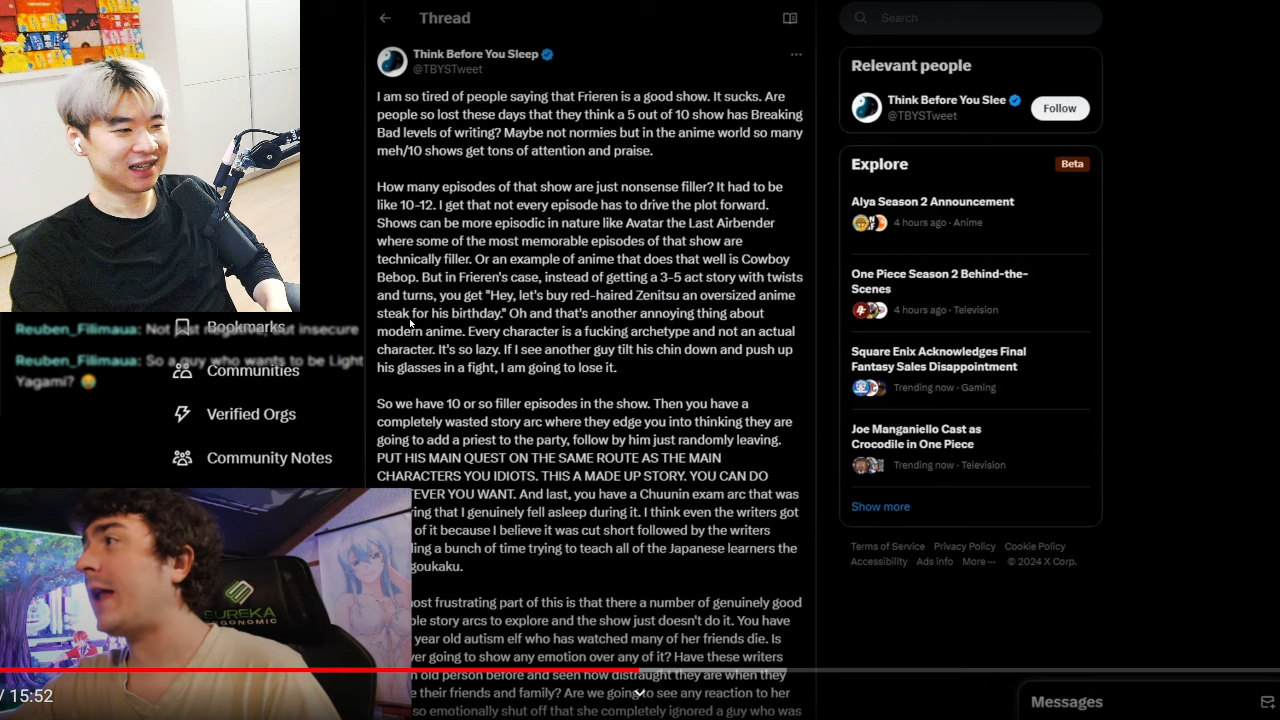 Thread
Think Before You Sleep
@TBYSTweet
I am so tired of people saying that Frieren is a good show. It sucks. Are
people so lost these days that they think a 5 out of 10 show has Breaking
Bad levels of writing? Maybe not normies but in the anime world so many
meh/10 shows get tons of attention and praise.
How many episodes of that show are just nonsense filler? It had to be
like 10-12. I get that not every episode has to drive the plot forward.
Shows can be more episodic in nature like Avatar the Last Airbender
where some of the most memorable episodes of that show are
technically filler. Or an example of anime that does that well is Cowboy
Bebop. But in Frieren's case, instead of getting a 3-5 act story with twists
and turns, you get "Hey, let's buy red-haired Zenitsu an oversized anime
steak for his birthday." Oh and that's another annoying thing about
modern anime. Every character is a fucking archetype and not an actual
character. It's so lazy. If I see another guy tilt his chin down and push up
his glasses in a fight, I am going to lose it.
So we have 10 or so filler episodes in the show. Then you have a
completely wasted story arc where they edge you into thinking they are
going to add a priest to the party, follow by him just randomly leaving.
PUT HIS MAIN QUEST ON THE SAME ROUTE AS THE MAIN
CHARACTERS YOU IDIOTS. THIS A MADE UP STORY. YOU CAN DO
EVER YOU WANT. And last, you have a Chuunin exam arc that was
ring that I genuinely fell asleep during it. I think even the writers got
of it because I believe it was cut short followed by the writers
ling a bunch of time trying to teach all of the Japanese learners the
goukaku.
ost frustrating part of this is that there a number of genuinely good
le story arcs to explore and the show just doesn't do it. You have
year old autism elf who has watched many of her friends die. Is
er going to show any emotion over any of it? Have these writers
n old person before and seen how distraught they are when they
e their friends and family? Are we going to see any reaction to her
so emotionally shut off that she completely ignored a guy who was
Search
Relevant people
Think Before You Slee
@TBYSTweet
Follow
Explore
Beta
Alya Season 2 Announcement
4 hours ago · Anime
One Piece Season 2 Behind-the-
Scenes
4 hours ago · Television
Square Enix Acknowledges Final
Fantasy Sales Disappointment
Trending now · Gaming
Joe Manganiello Cast as
Crocodile in One Piece
Trending now · Television
Show more
Terms of Service Privacy Policy Cookie Policy
Accessibility Ads info More ··· © 2024 X Corp.
Messages
Bookmarks
Communities
Verified Orgs
Community Notes
Reuben_Filimaua: Not just insecure
Reuben_Filimaua: So a guy who wants to be Light
Yagami? 😭
EUREKA
ERGONOMIC
/ 15:52